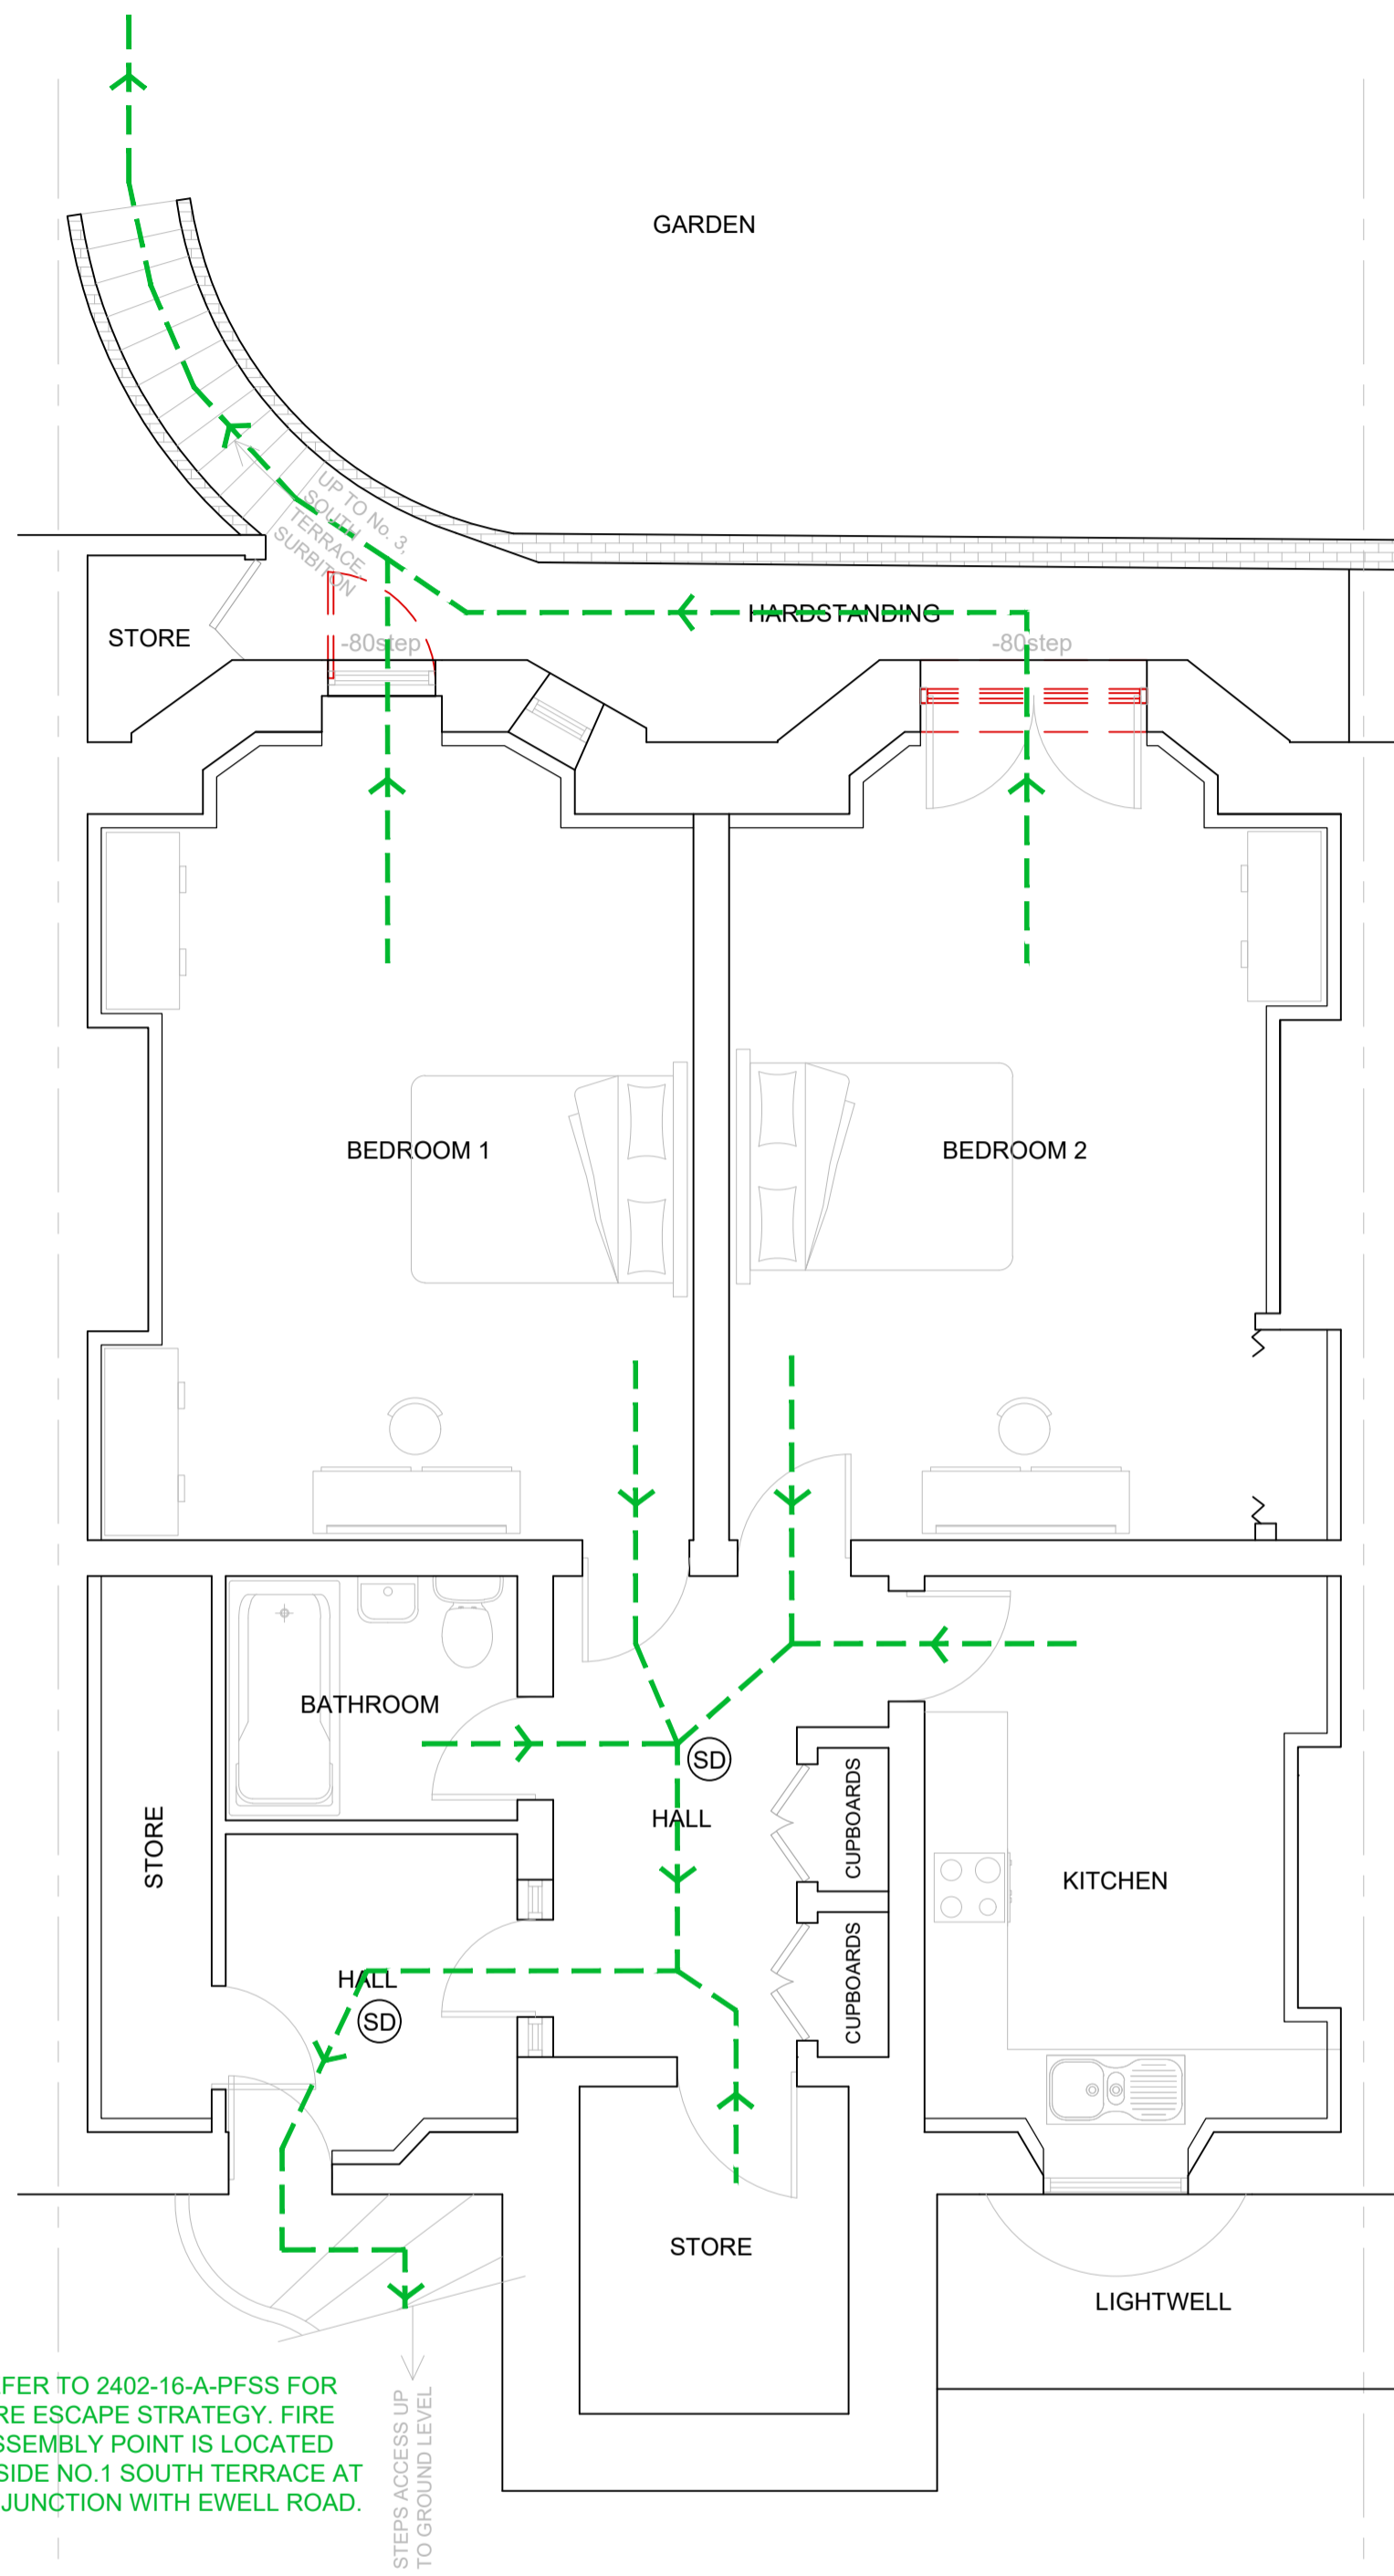 GARDEN
UP TO No. 3,
SOUTH
TERRACE
SURBITON
HARDSTANDING
STORE
-80step
-80step
BEDROOM 1
BEDROOM 2
BATHROOM
SD
CUPBOARDS
HALL
STORE
KITCHEN
CUPBOARDS
HALL
SD
STORE
LIGHTWELL
FER TO 2402-16-A-PFSS FOR
RE ESCAPE STRATEGY. FIRE
SSEMBLY POINT IS LOCATED
SIDE NO.1 SOUTH TERRACE AT
JUNCTION WITH EWELL ROAD.
STEPS ACCESS UP
TO GROUND LEVEL